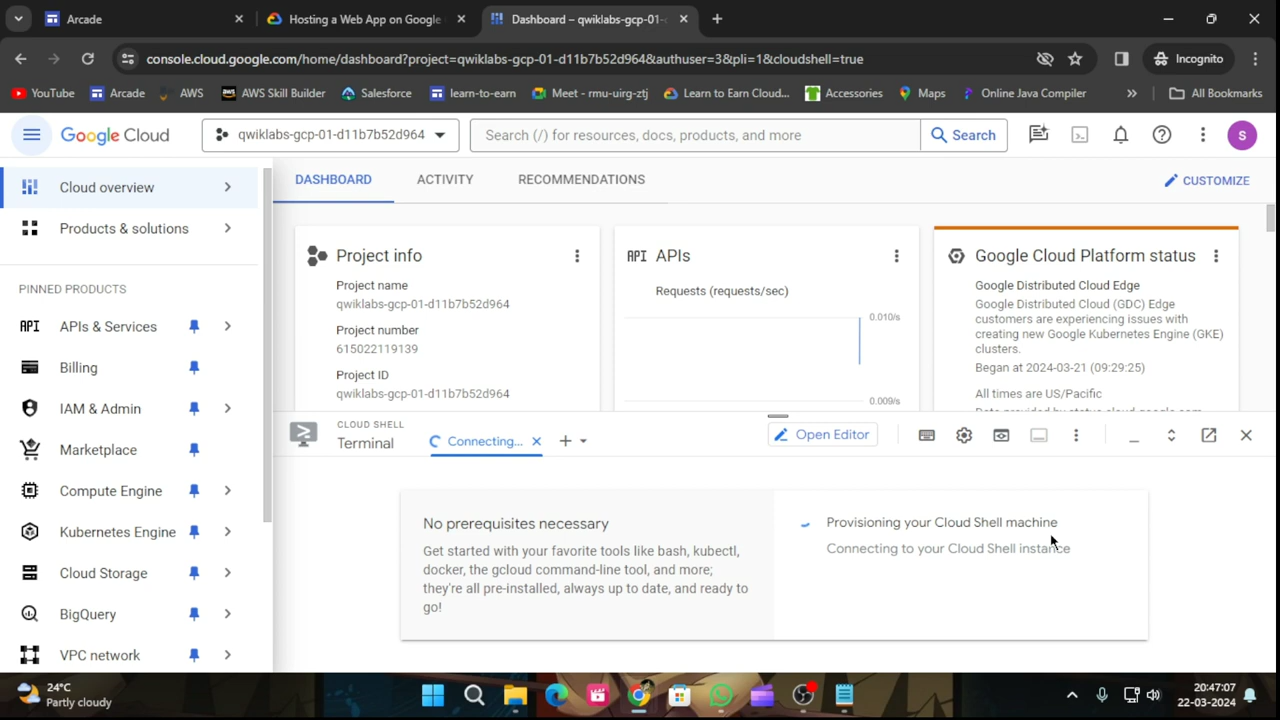 Arcade
Hosting a Web App on Google
Dashboard – qwiklabs-gcp-01-
console.cloud.google.com/home/dashboard?project=qwiklabs-gcp-01-d11b7b52d964&authuser=3&pli=1&cloudshell=true
Incognito
YouTube
Arcade
AWS
AWS Skill Builder
Salesforce
learn-to-earn
Meet - rmu-uirg-ztj
Learn to Earn Cloud...
Accessories
Maps
Online Java Compiler
All Bookmarks
Google Cloud
qwiklabs-gcp-01-d11b7b52d964
Search (/) for resources, docs, products, and more
Search
S
Cloud overview
Products & solutions
PINNED PRODUCTS
API APIs & Services
Billing
IAM & Admin
Marketplace
Compute Engine
Kubernetes Engine
Cloud Storage
BigQuery
VPC network
DASHBOARD
ACTIVITY
RECOMMENDATIONS
CUSTOMIZE
Project info
Project name
qwiklabs-gcp-01-d11b7b52d964
Project number
615022119139
Project ID
qwiklabs-gcp-01-d11b7b52d964
API APIs
Requests (requests/sec)
0.010/s
0.009/s
Google Cloud Platform status
Google Distributed Cloud Edge
Google Distributed Cloud (GDC) Edge
customers are experiencing issues with
creating new Google Kubernetes Engine (GKE)
clusters.
Began at 2024-03-21 (09:29:25)
All times are US/Pacific
CLOUD SHELL
Terminal
Connecting...
Open Editor
No prerequisites necessary
Get started with your favorite tools like bash, kubectl,
docker, the gcloud command-line tool, and more;
they're all pre-installed, always up to date, and ready to
go!
Provisioning your Cloud Shell machine
Connecting to your Cloud Shell instance
24°C
Partly cloudy
20:47:07
22-03-2024